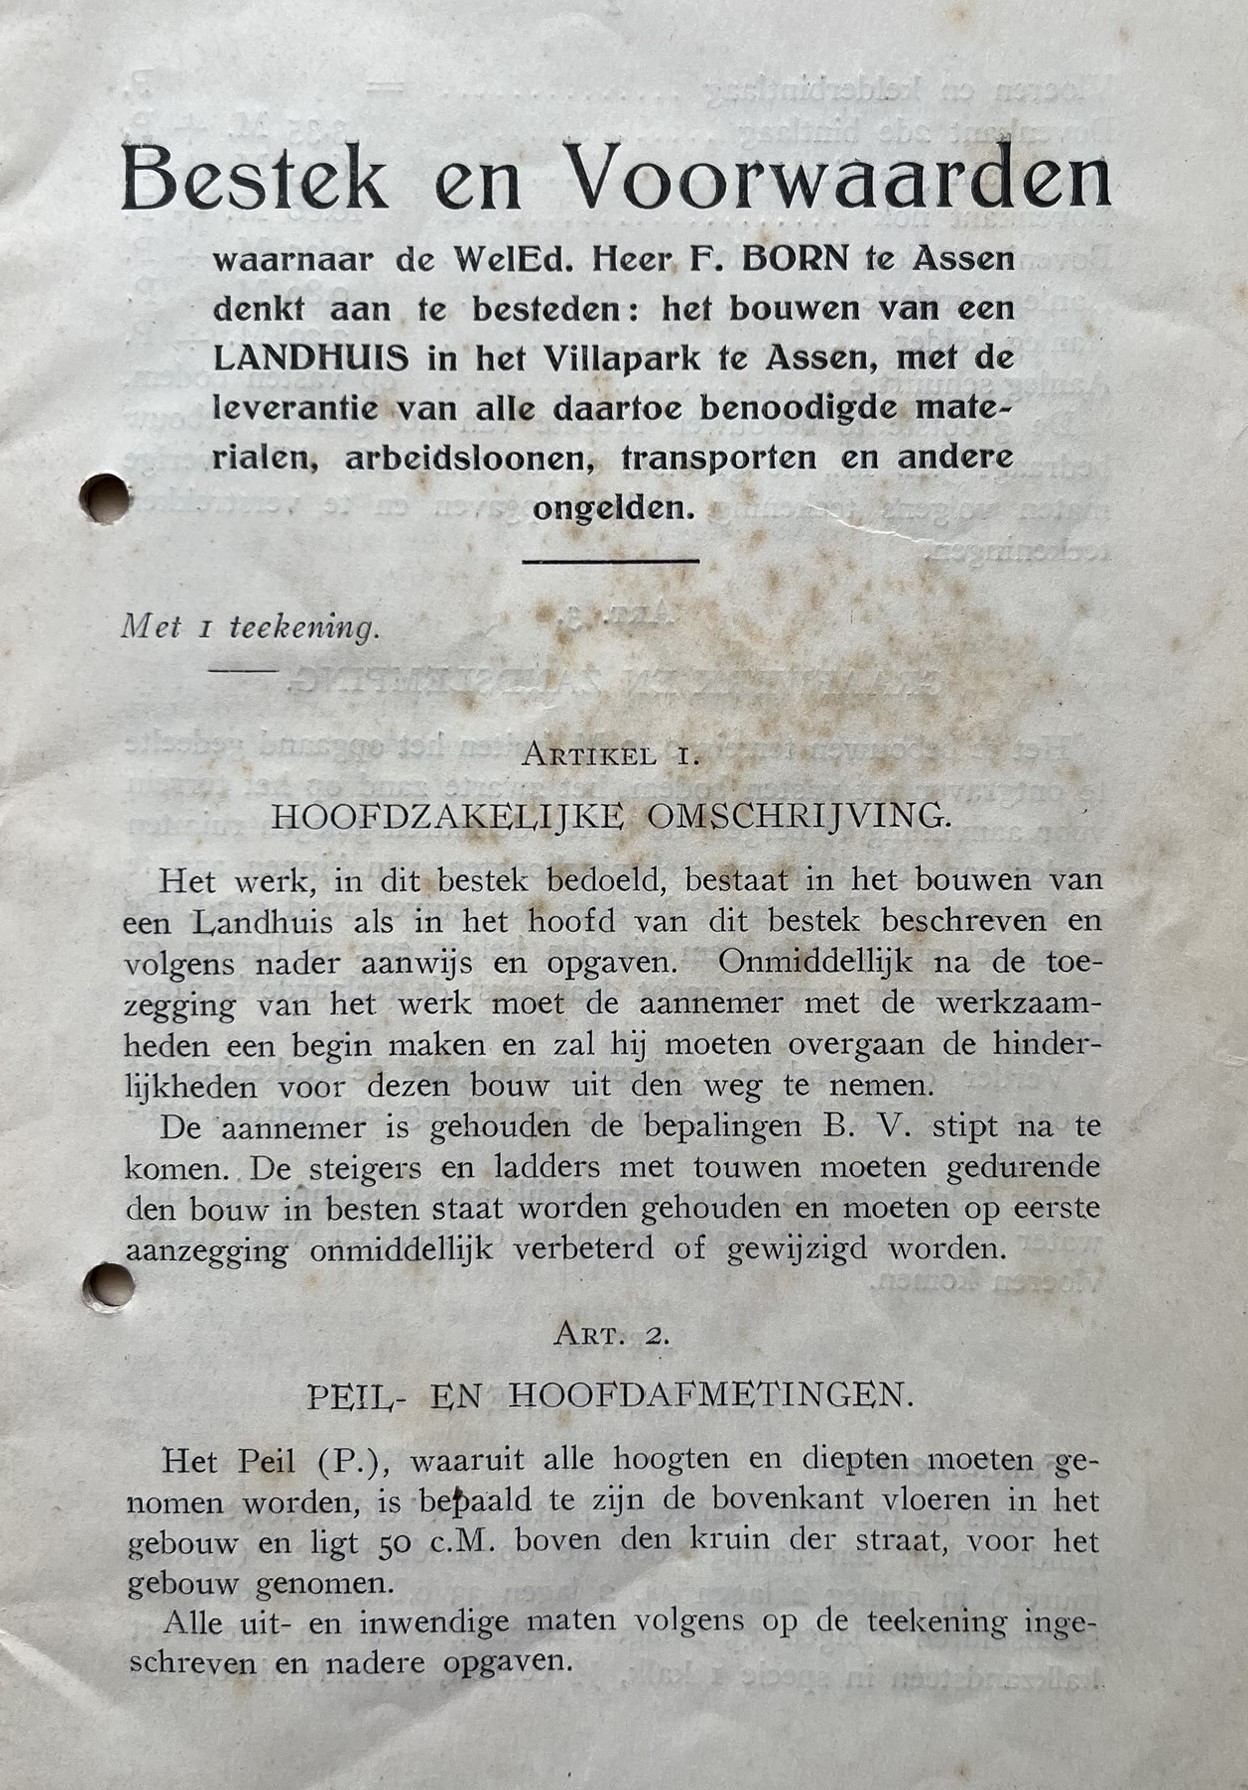 Bestek en Voorwaarden
waarnaar de WelEd. Heer F. BORN te Assen
denkt aan te besteden: het bouwen van een
LANDHUIS in het Villapark te Assen, met de
leverantie van alle daartoe benoodigde mate-
rialen, arbeidsloonen, transporten en andere
ongelden.
Met 1 teekening.
ARTIKEL 1.
HOOFDZAKELIJKE OMSCHRIJVING.
Het werk, in dit bestek bedoeld, bestaat in het bouwen van
een Landhuis als in het hoofd van dit bestek beschreven en
volgens nader aanwijs en opgaven. Onmiddellijk na de toe-
zegging van het werk moet de aannemer met de werkzaam-
heden een begin maken en zal hij moeten overgaan de hinder-
lijkheden voor dezen bouw uit den weg te nemen.
De aannemer is gehouden de bepalingen B. V. stipt na te
komen. De steigers en ladders met touwen moeten gedurende
den bouw in besten staat worden gehouden en moeten op eerste
aanzegging onmiddellijk verbeterd of gewijzigd worden.
ART. 2.
PEIL- EN HOOFDAFMETINGEN.
Het Peil (P.), waaruit alle hoogten en diepten moeten ge-
nomen worden, is bepaald te zijn de bovenkant vloeren in het
gebouw en ligt 50 c.M. boven den kruin der straat, voor het
gebouw genomen.
Alle uit- en inwendige maten volgens op de teekening inge-
schreven en nadere opgaven.